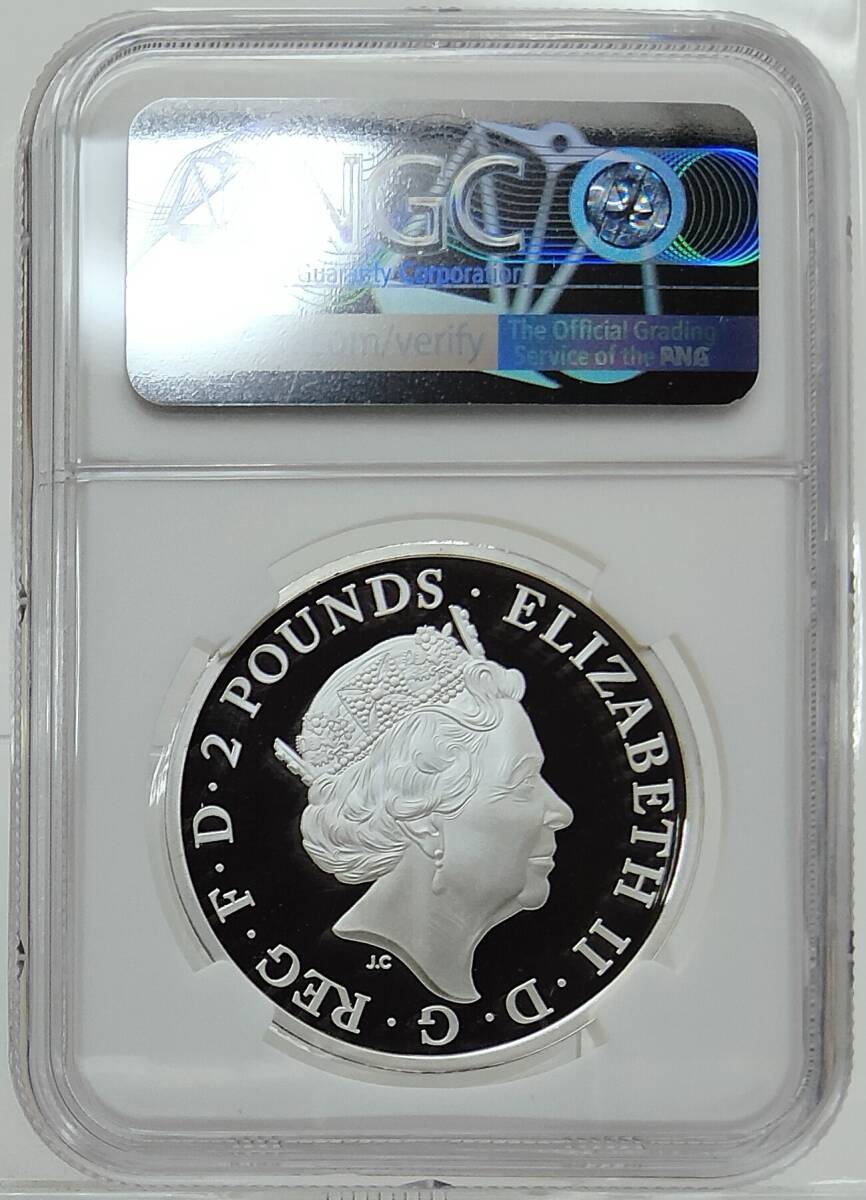 NGC
Guaranty Corporation
.com/verify
The Official Grading
Service of the ANA
ELIZABETH II · D · G · REG · F · D · 2 POUNDS ·
J.C